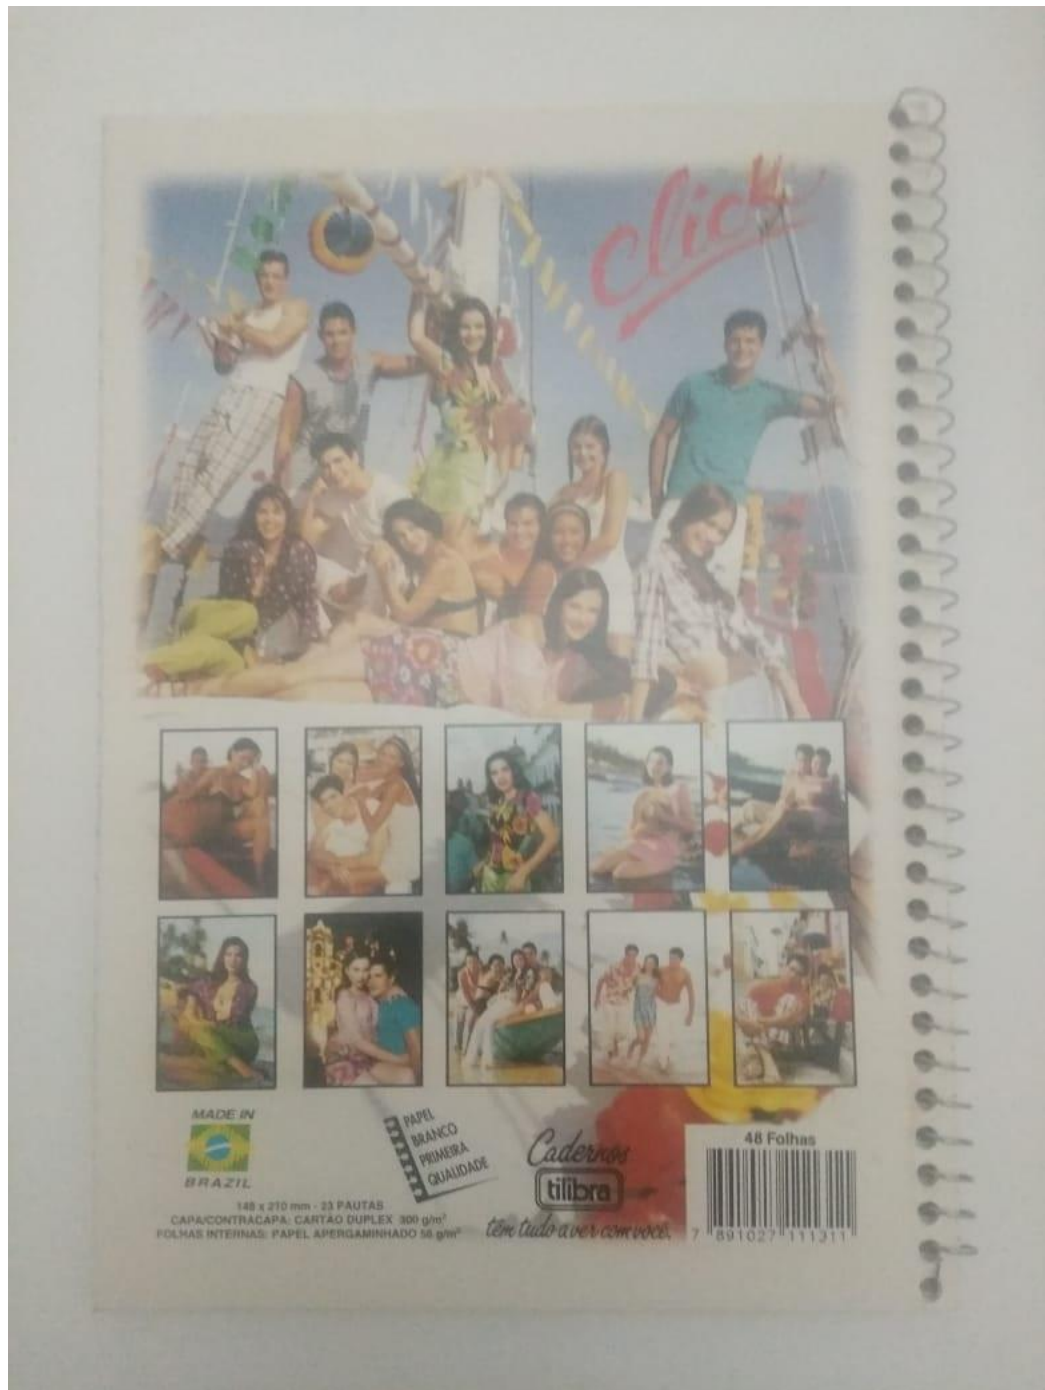 Click
MADE IN
BRAZIL
PAPEL
BRANCO
PRIMEIRA
QUALIDADE
148 x 210 mm - 23 PAUTAS
CAPA/CONTRACAPA: CARTÃO DUPLEX 300 g/m²
FOLHAS INTERNAS: PAPEL APERGAMINHADO 56 g/m²
Cadernos
tilibra
têm tudo a ver com você.
48 Folhas
7 891027 111311